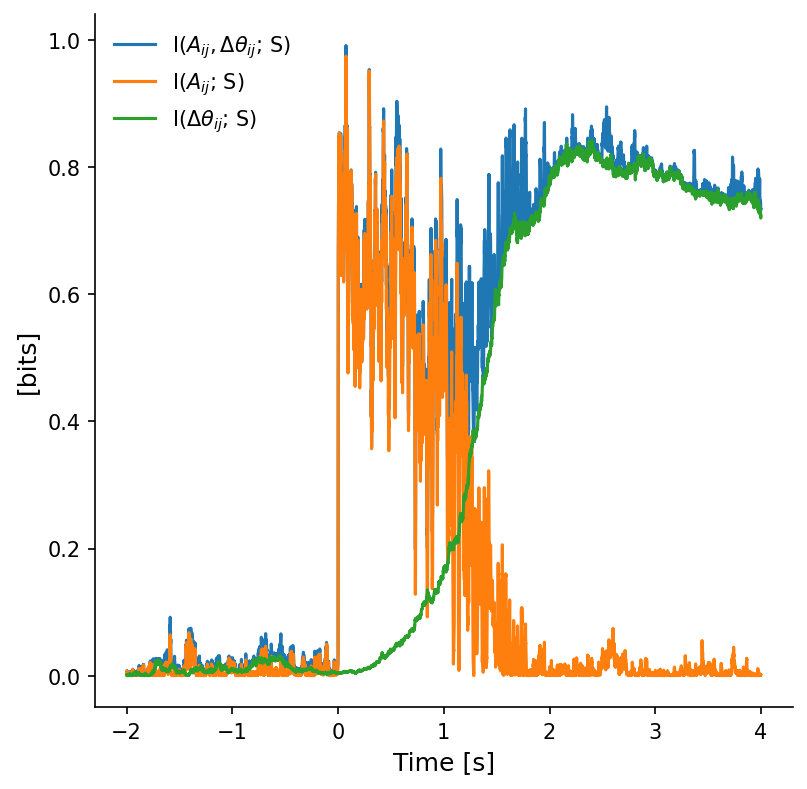 I(A_ij, Δθ_ij; S)
I(A_ij; S)
I(Δθ_ij; S)
[bits]
1.0
0.8
0.6
0.4
0.2
0.0
−2 −1 0 1 2 3 4
Time [s]